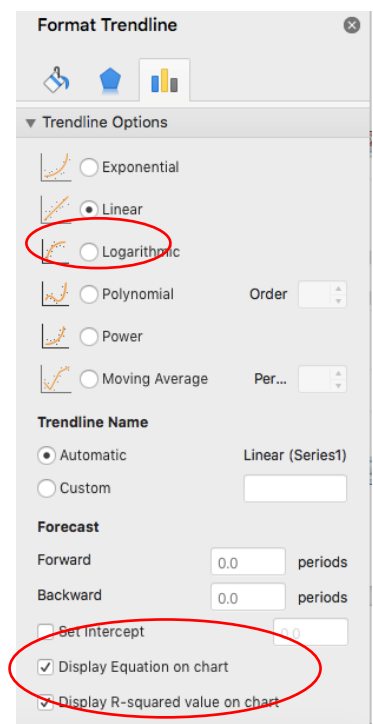 Format Trendline
Trendline Options
Exponential
Linear
Logarithmic
Polynomial Order
Power
Moving Average Per...
Trendline Name
Automatic Linear (Series1)
Custom
Forecast
Forward 0.0 periods
Backward 0.0 periods
Set Intercept 0.0
Display Equation on chart
Display R-squared value on chart